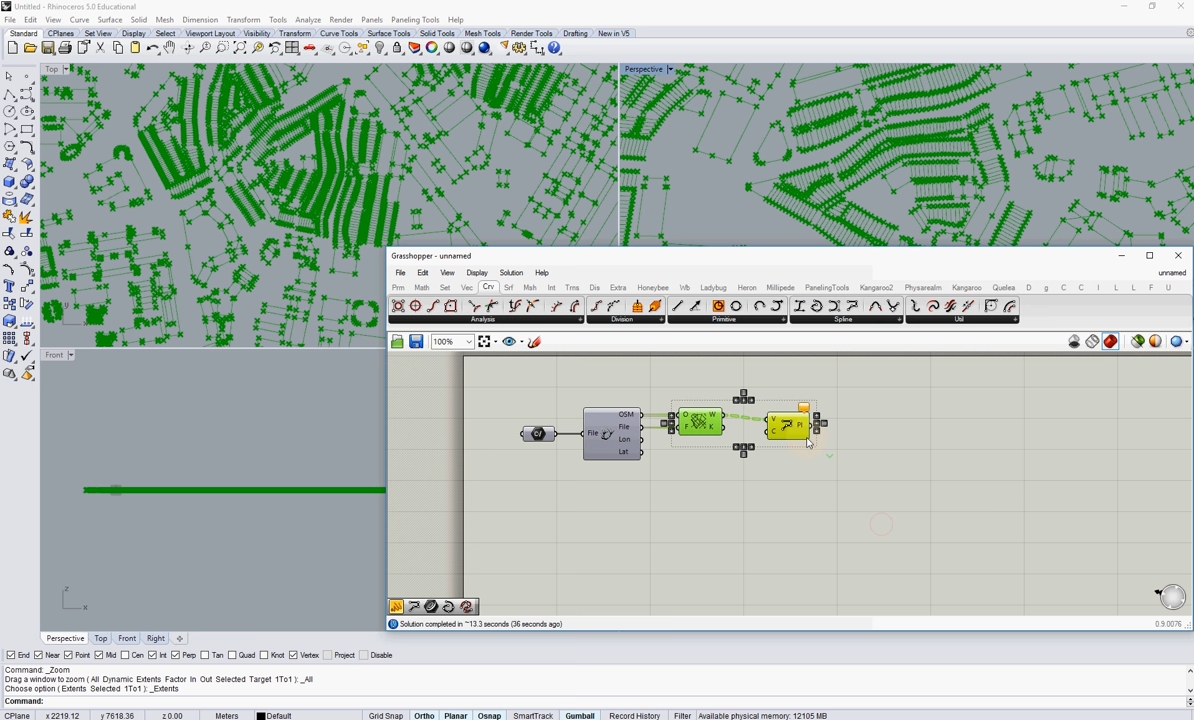 Untitled - Rhinoceros 5.0 Educational
File Edit View Curve Surface Solid Mesh Dimension Transform Tools Analyze Render Panels Paneling Tools Help
Standard CPlanes Set View Display Select Viewport Layout Visibility Transform Curve Tools Surface Tools Solid Tools Mesh Tools Render Tools Drafting New in V5
Top
Perspective
Grasshopper - unnamed
File Edit View Display Solution Help
unnamed
Prm Math Set Vec Crv Srf Msh Int Trns Dis Extra Honeybee Wb Ladybug Heron Millipede PanelingTools Kangaroo2 Physarealm Kangaroo Quelea D g C C I L L F U
Analysis Division Primitive Spline Util
100%
Front
File OSM File Lon Lat
O F W K
V C Pl
z
x
Solution completed in ~13.3 seconds (36 seconds ago)
0.9.0076
Perspective Top Front Right
End Near Point Mid Cen Int Perp Tan Quad Knot Vertex Project Disable
Command: _Zoom
Drag a window to zoom ( All Dynamic Extents Factor In Out Selected Target 1To1 ): _All
Choose option ( Extents Selected 1To1 ): _Extents
Command:
CPlane x 2219.12 y 7618.36 z 0.00 Meters Default Grid Snap Ortho Planar Osnap SmartTrack Gumball Record History Filter Available physical memory: 12105 MB